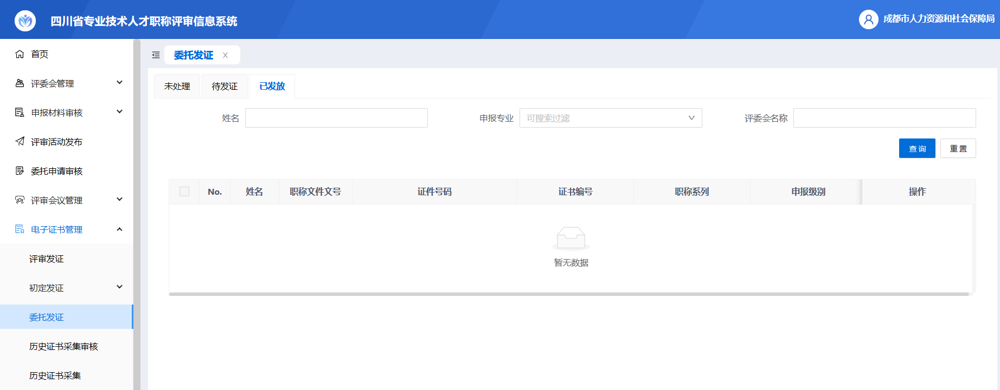 四川省专业技术人才职称评审信息系统
成都市人力资源和社会保障局
首页
评委会管理
申报材料审核
评审活动发布
委托申请审核
评审会议管理
电子证书管理
评审发证
初定发证
委托发证
历史证书采集审核
历史证书采集
委托发证 X
未处理 待发证 已发放
姓名 申报专业 可搜索过滤 评委会名称
查询 重置
No. 姓名 职称文件文号 证件号码 证书编号 职称系列 申报级别 操作
暂无数据